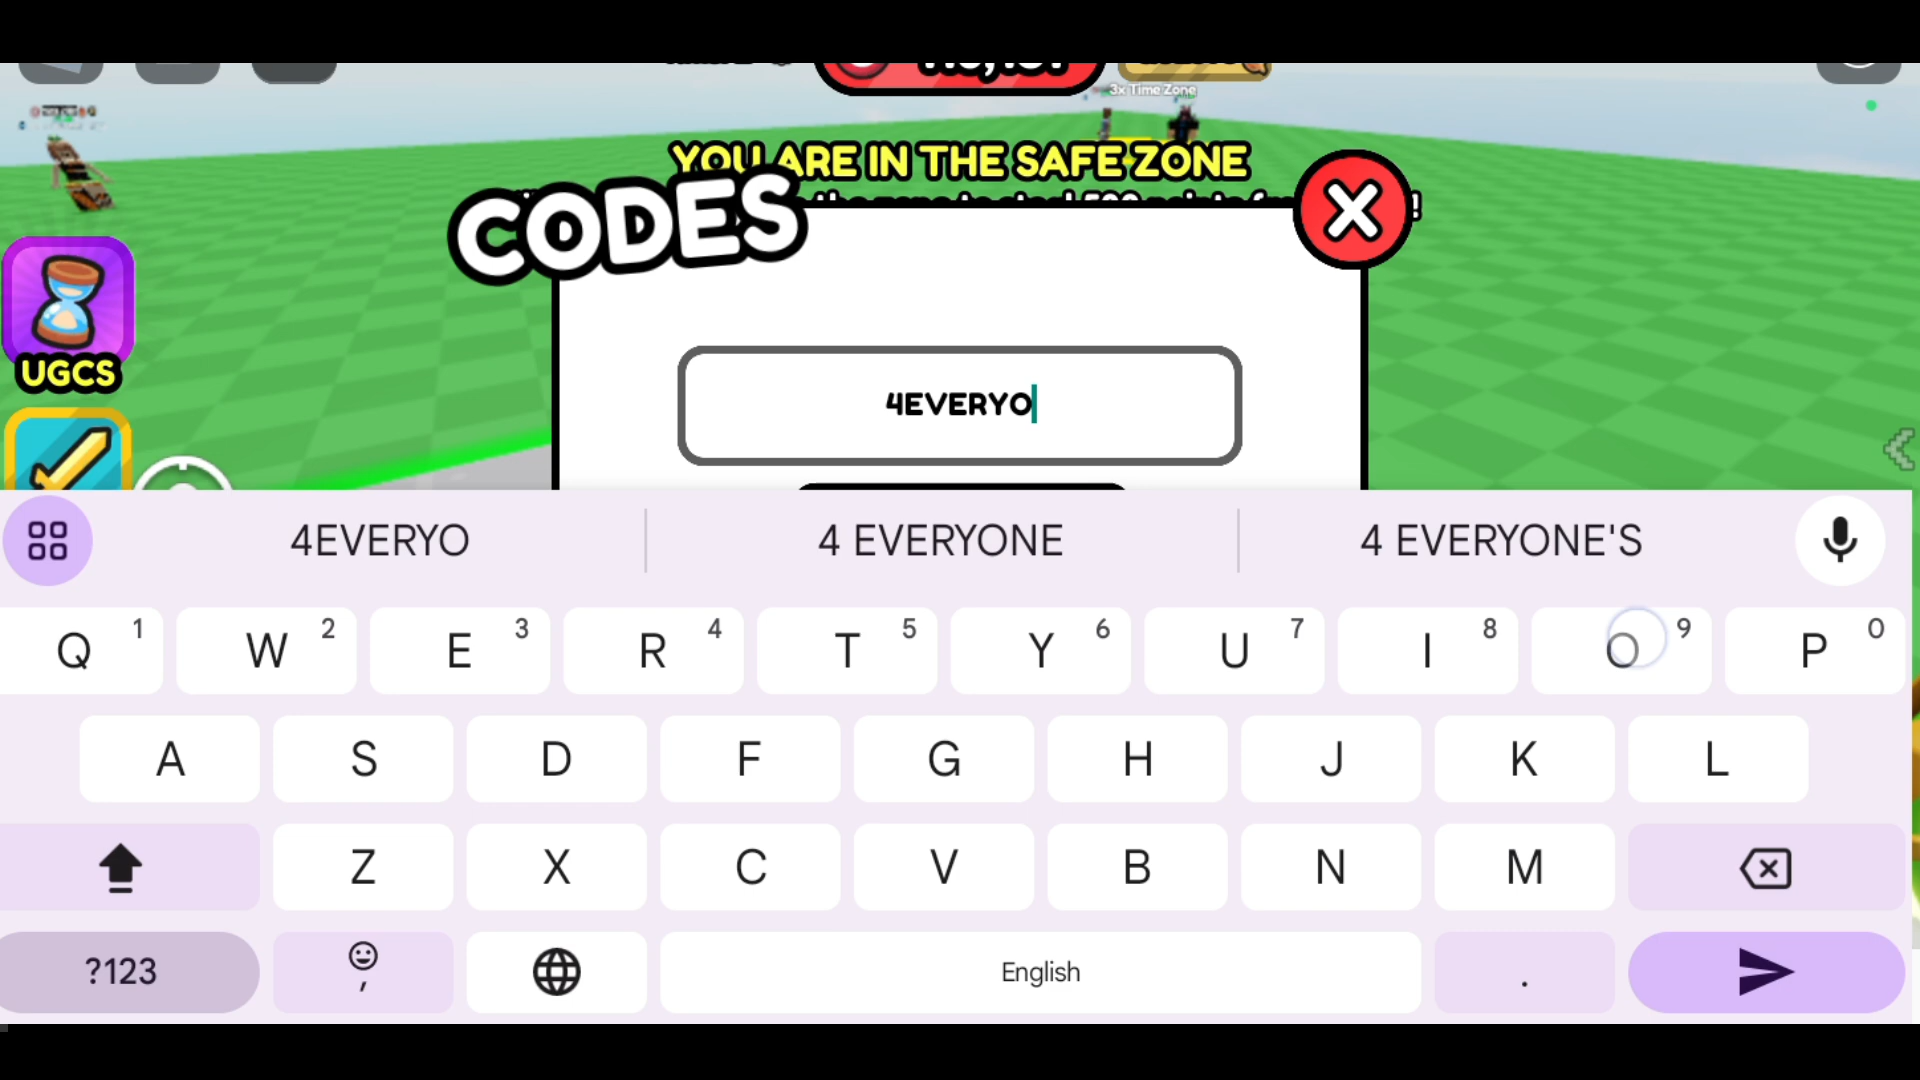 3x Time Zone
YOU ARE IN THE SAFE ZONE
CODES
UGCS
4EVERYO
4EVERYO
4 EVERYONE
4 EVERYONE'S
Q 1 W 2 E 3 R 4 T 5 Y 6 U 7 I 8 O 9 P 0
A S D F G H J K L
Z X C V B N M
?123 , English .